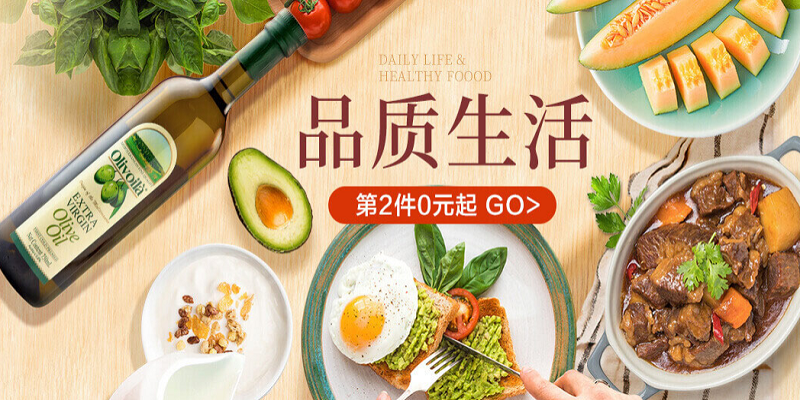 DAILY LIFE &
HEALTHY FOOOD
品质生活
第2件0元起 GO>
Olivoilà
EXTRA
VIRGIN
Olive
Oil